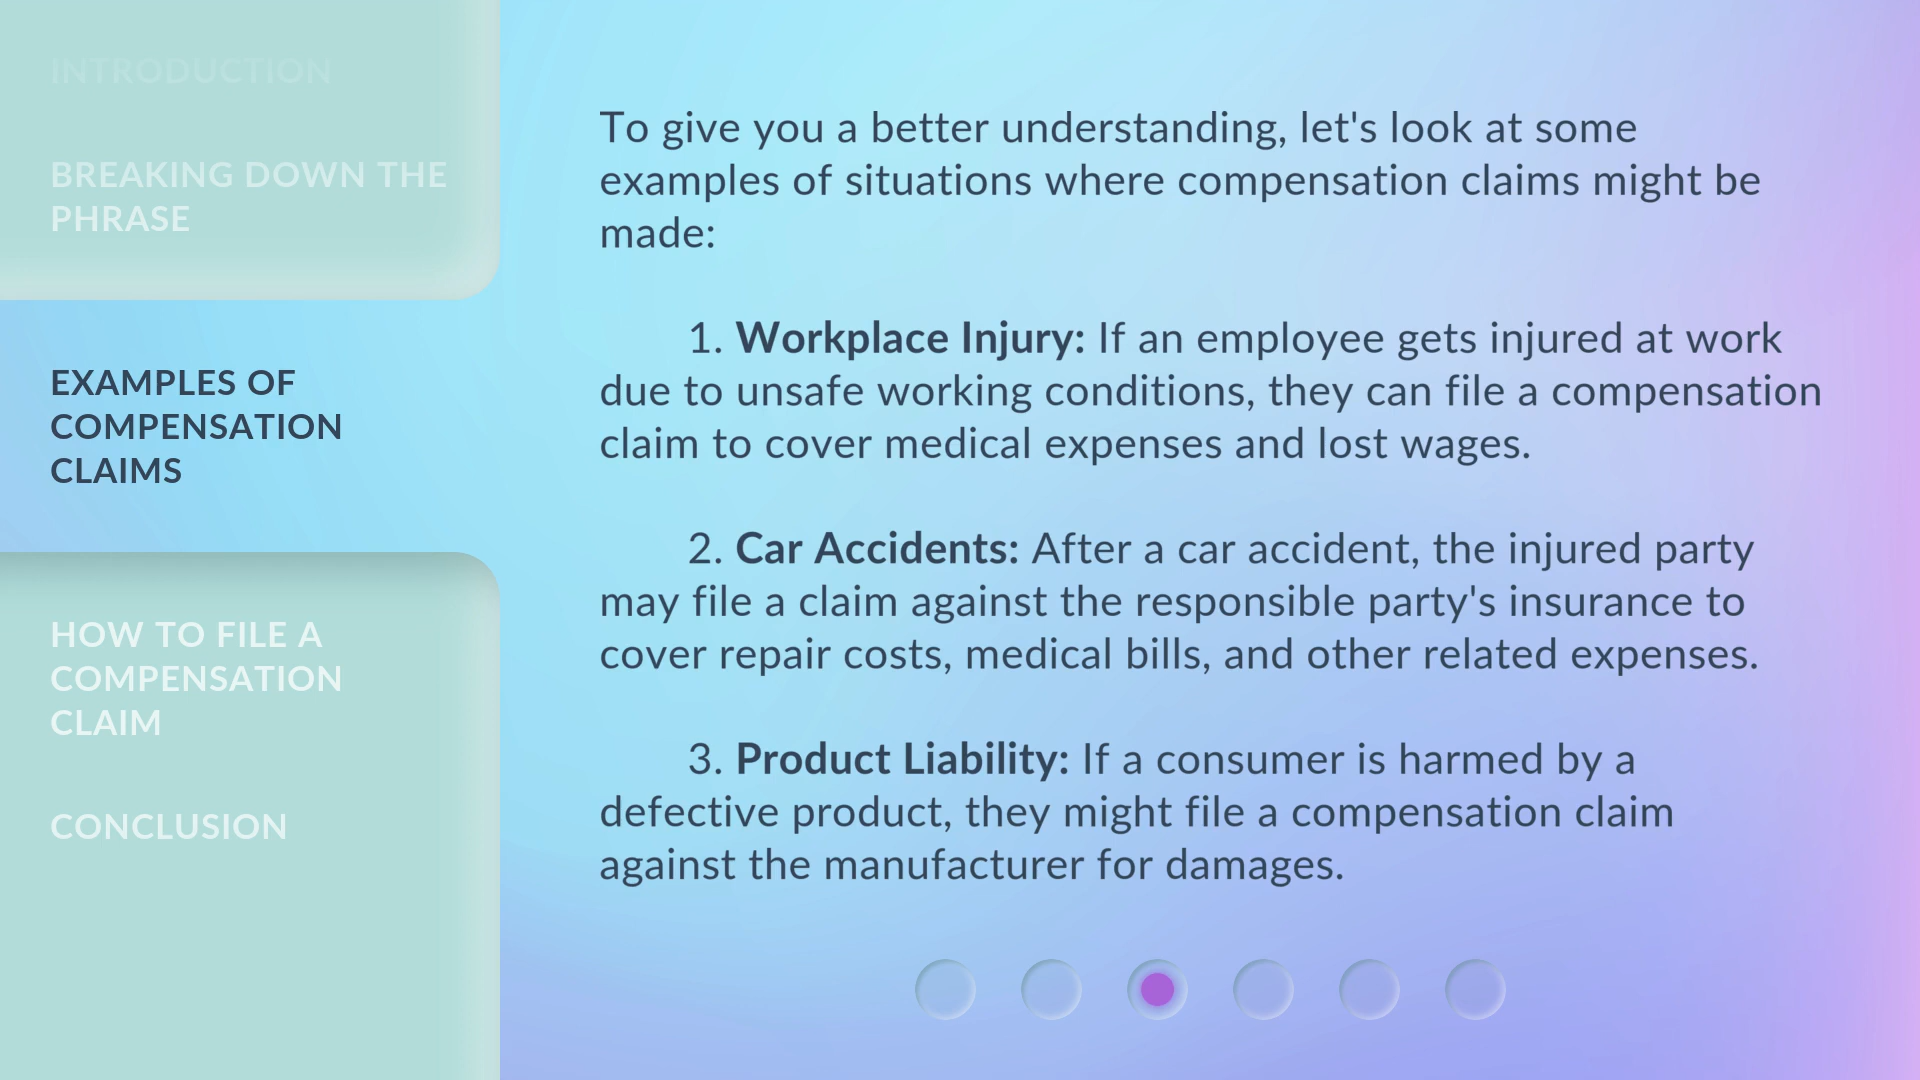 INTRODUCTION
BREAKING DOWN THE
PHRASE
EXAMPLES OF
COMPENSATION
CLAIMS
HOW TO FILE A
COMPENSATION
CLAIM
CONCLUSION
To give you a better understanding, let's look at some
examples of situations where compensation claims might be
made:
1. Workplace Injury: If an employee gets injured at work
due to unsafe working conditions, they can file a compensation
claim to cover medical expenses and lost wages.
2. Car Accidents: After a car accident, the injured party
may file a claim against the responsible party's insurance to
cover repair costs, medical bills, and other related expenses.
3. Product Liability: If a consumer is harmed by a
defective product, they might file a compensation claim
against the manufacturer for damages.